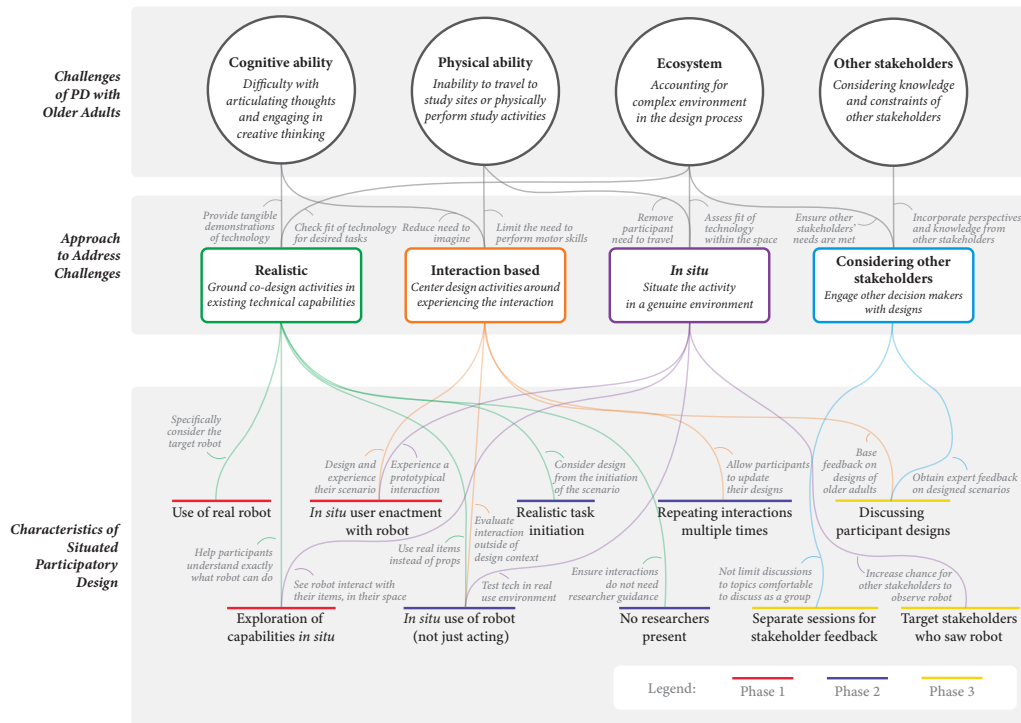 Challenges
of PD with
Older Adults
Cognitive ability
Difficulty with
articulating thoughts
and engaging in
creative thinking
Physical ability
Inability to travel to
study sites or physically
perform study activities
Ecosystem
Accounting for
complex environment
in the design process
Other stakeholders
Considering knowledge
and constraints of
other stakeholders
Approach
to Address
Challenges
Provide tangible
demonstrations
of technology
Check fit of technology
for desired tasks
Reduce need to
imagine
Limit the need to
perform motor skills
Remove
participant
need to travel
Assess fit of
technology
within the space
Ensure other
stakeholders'
needs are met
Incorporate perspectives
and knowledge from
other stakeholders
Realistic
Ground co-design activities in
existing technical capabilities
Interaction based
Center design activities around
experiencing the interaction
In situ
Situate the activity
in a genuine environment
Considering other
stakeholders
Engage other decision makers
with designs
Characteristics of
Situated
Participatory
Design
Specifically
consider the
target robot
Design and
experience
their scenario
Experience a
prototypical
interaction
Consider design
from the initiation
of the scenario
Allow participants
to update
their designs
Base
feedback on
designs of
older adults
Obtain expert feedback
on designed scenarios
Use of real robot
In situ user enactment
with robot
Realistic task
initiation
Repeating interactions
multiple times
Discussing
participant designs
Help participants
understand exactly
what robot can do
See robot interact with
their items, in their space
Use real items
instead of props
Evaluate
interaction
outside of
design context
Test tech in real
use environment
Ensure interactions
do not need
researcher guidance
Not limit discussions
to topics comfortable
to discuss as a group
Increase chance for
other stakeholders to
observe robot
Exploration of
capabilities in situ
In situ use of robot
(not just acting)
No researchers
present
Separate sessions for
stakeholder feedback
Target stakeholders
who saw robot
Legend:
Phase 1
Phase 2
Phase 3